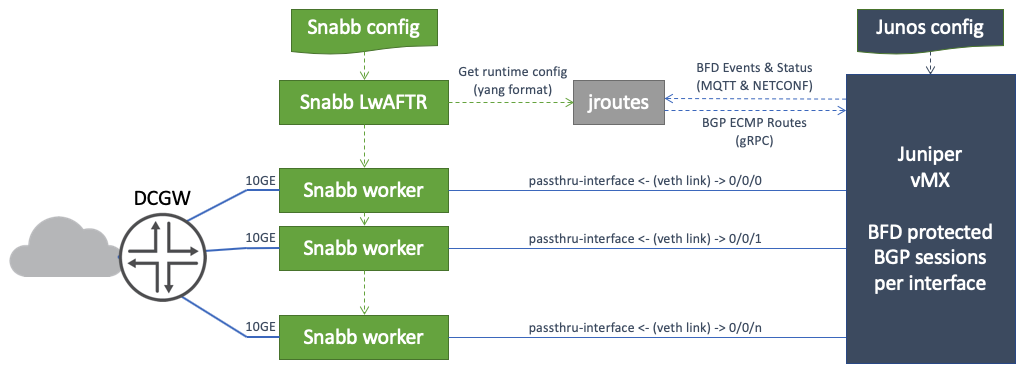 Snabb config
Junos config
Get runtime config
(yang format)
BFD Events & Status
(MQTT & NETCONF)
Snabb LwAFTR
jroutes
BGP ECMP Routes
(gRPC)
Juniper
vMX
BFD protected
BGP sessions
per interface
DCGW
10GE
Snabb worker
passthru-interface <- (veth link) -> 0/0/0
10GE
Snabb worker
passthru-interface <- (veth link) -> 0/0/1
10GE
Snabb worker
passthru-interface <- (veth link) -> 0/0/n